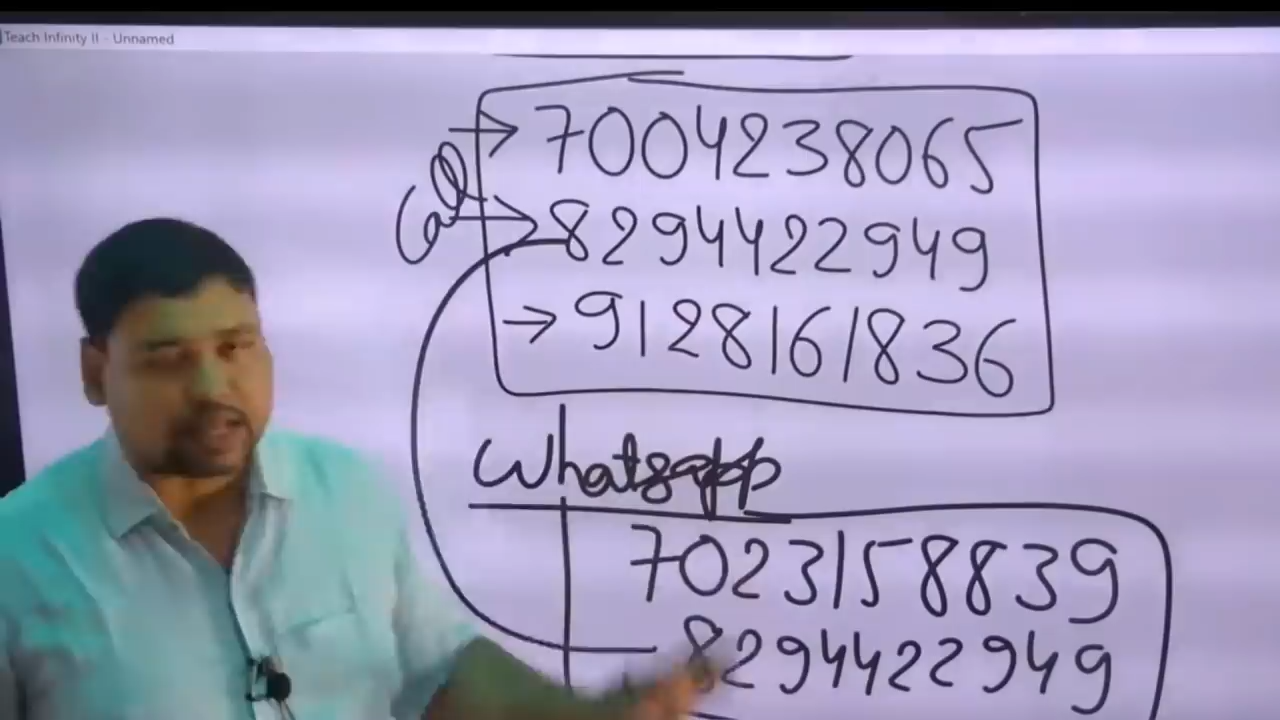 Teach Infinity II - Unnamed
Call
→ 7004238065
→ 8294422949
→ 9128161836
Whatsapp
7023158839
8294422949